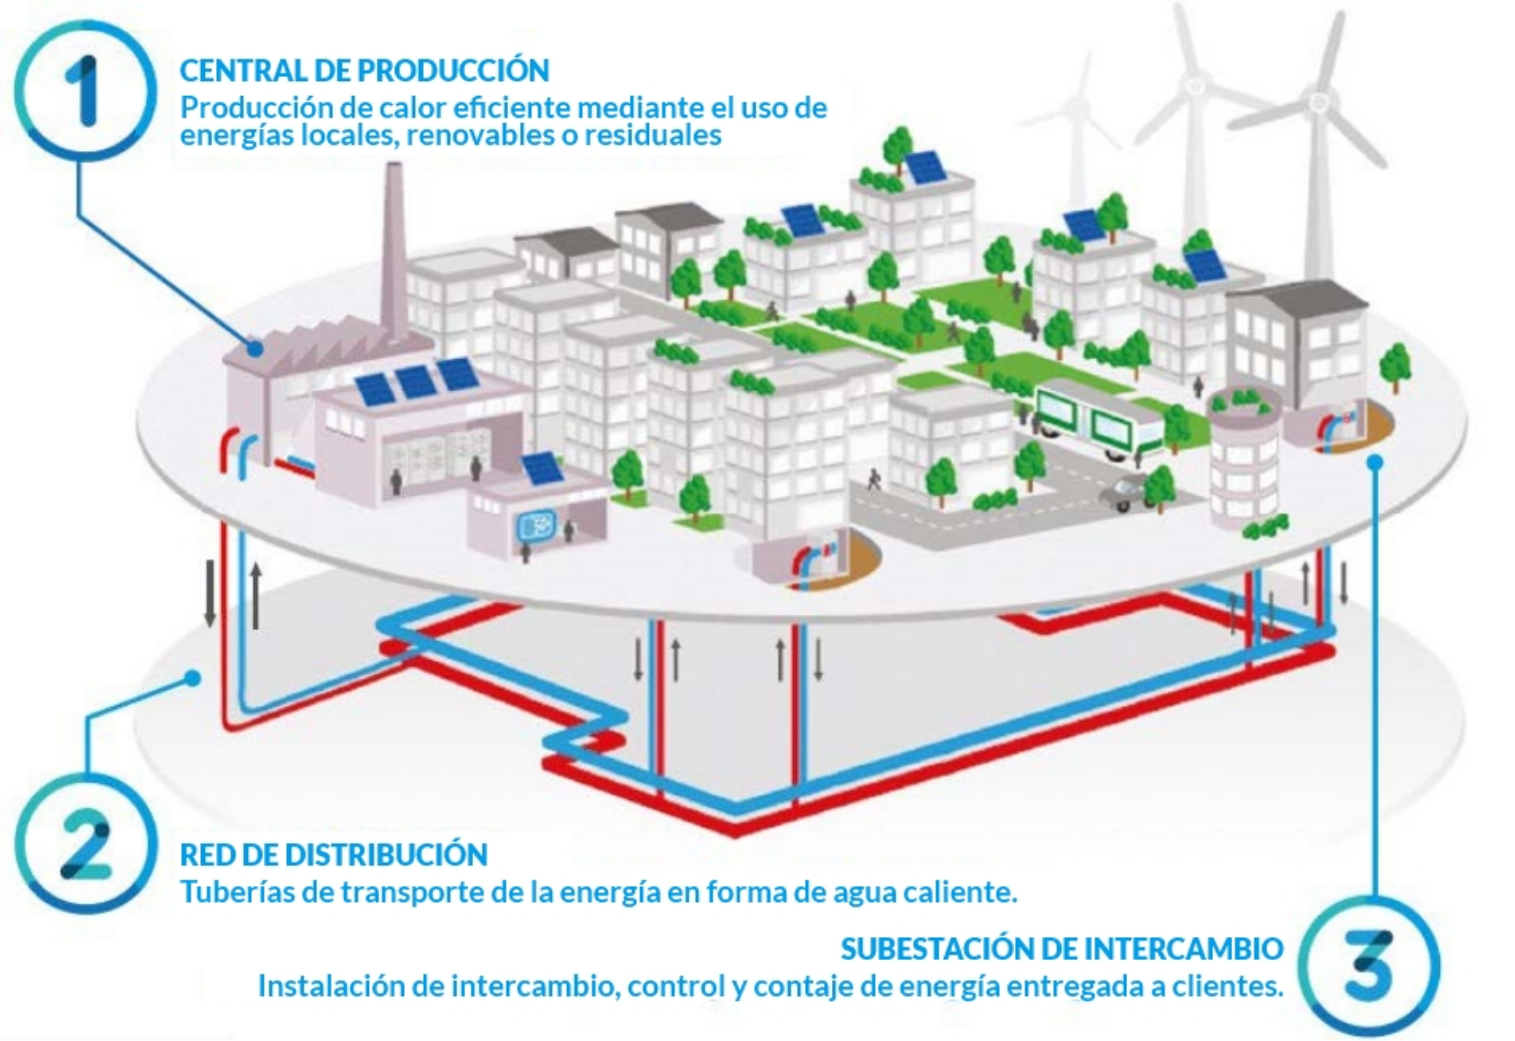 1
CENTRAL DE PRODUCCIÓN
Producción de calor eficiente mediante el uso de
energías locales, renovables o residuales
2
RED DE DISTRIBUCIÓN
Tuberías de transporte de la energía en forma de agua caliente.
SUBESTACIÓN DE INTERCAMBIO
Instalación de intercambio, control y contaje de energía entregada a clientes.
3